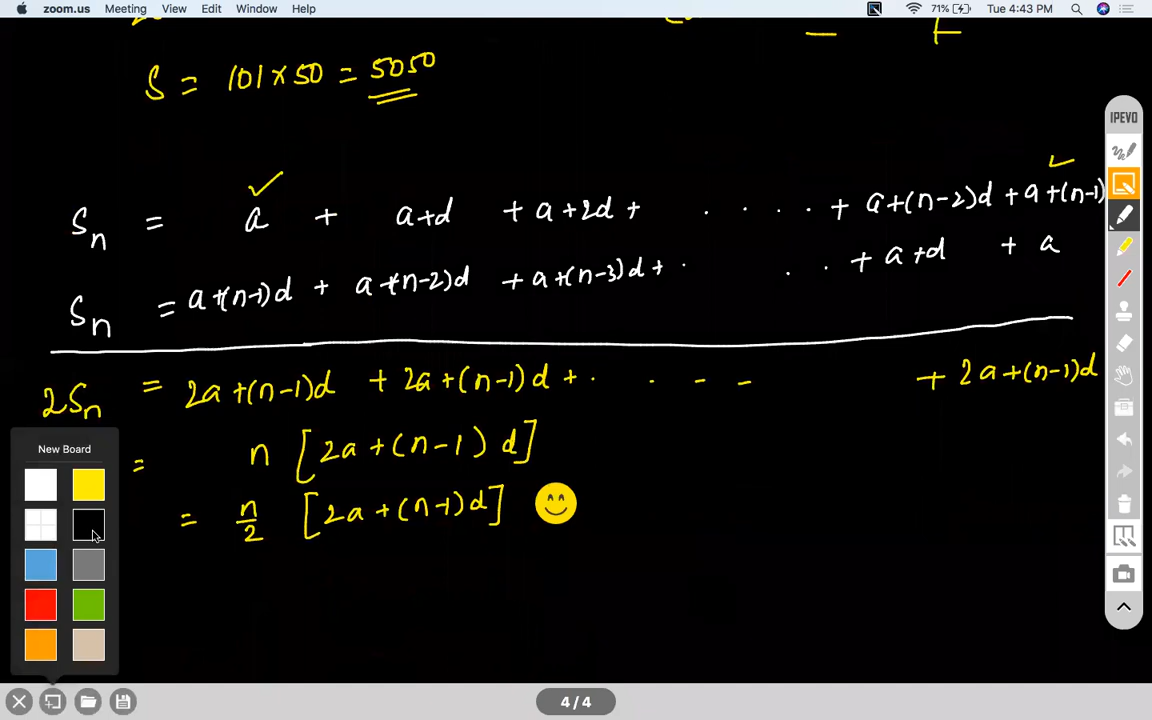 zoom.us Meeting View Edit Window Help 71% Tue 4:43 PM
S = 101 × 50 = 5050
IPEVO
Sn = a + a+d + a+2d + . . . . . + a+(n-2)d + a+(n-1)
Sn = a+(n-1)d + a+(n-2)d + a+(n-3)d + . . . + a+d + a
2Sn = 2a+(n-1)d + 2a+(n-1)d + . . - - + 2a+(n-1)d
= n [2a+(n-1) d]
= n/2 [2a+(n-1)d]
New Board
4/4